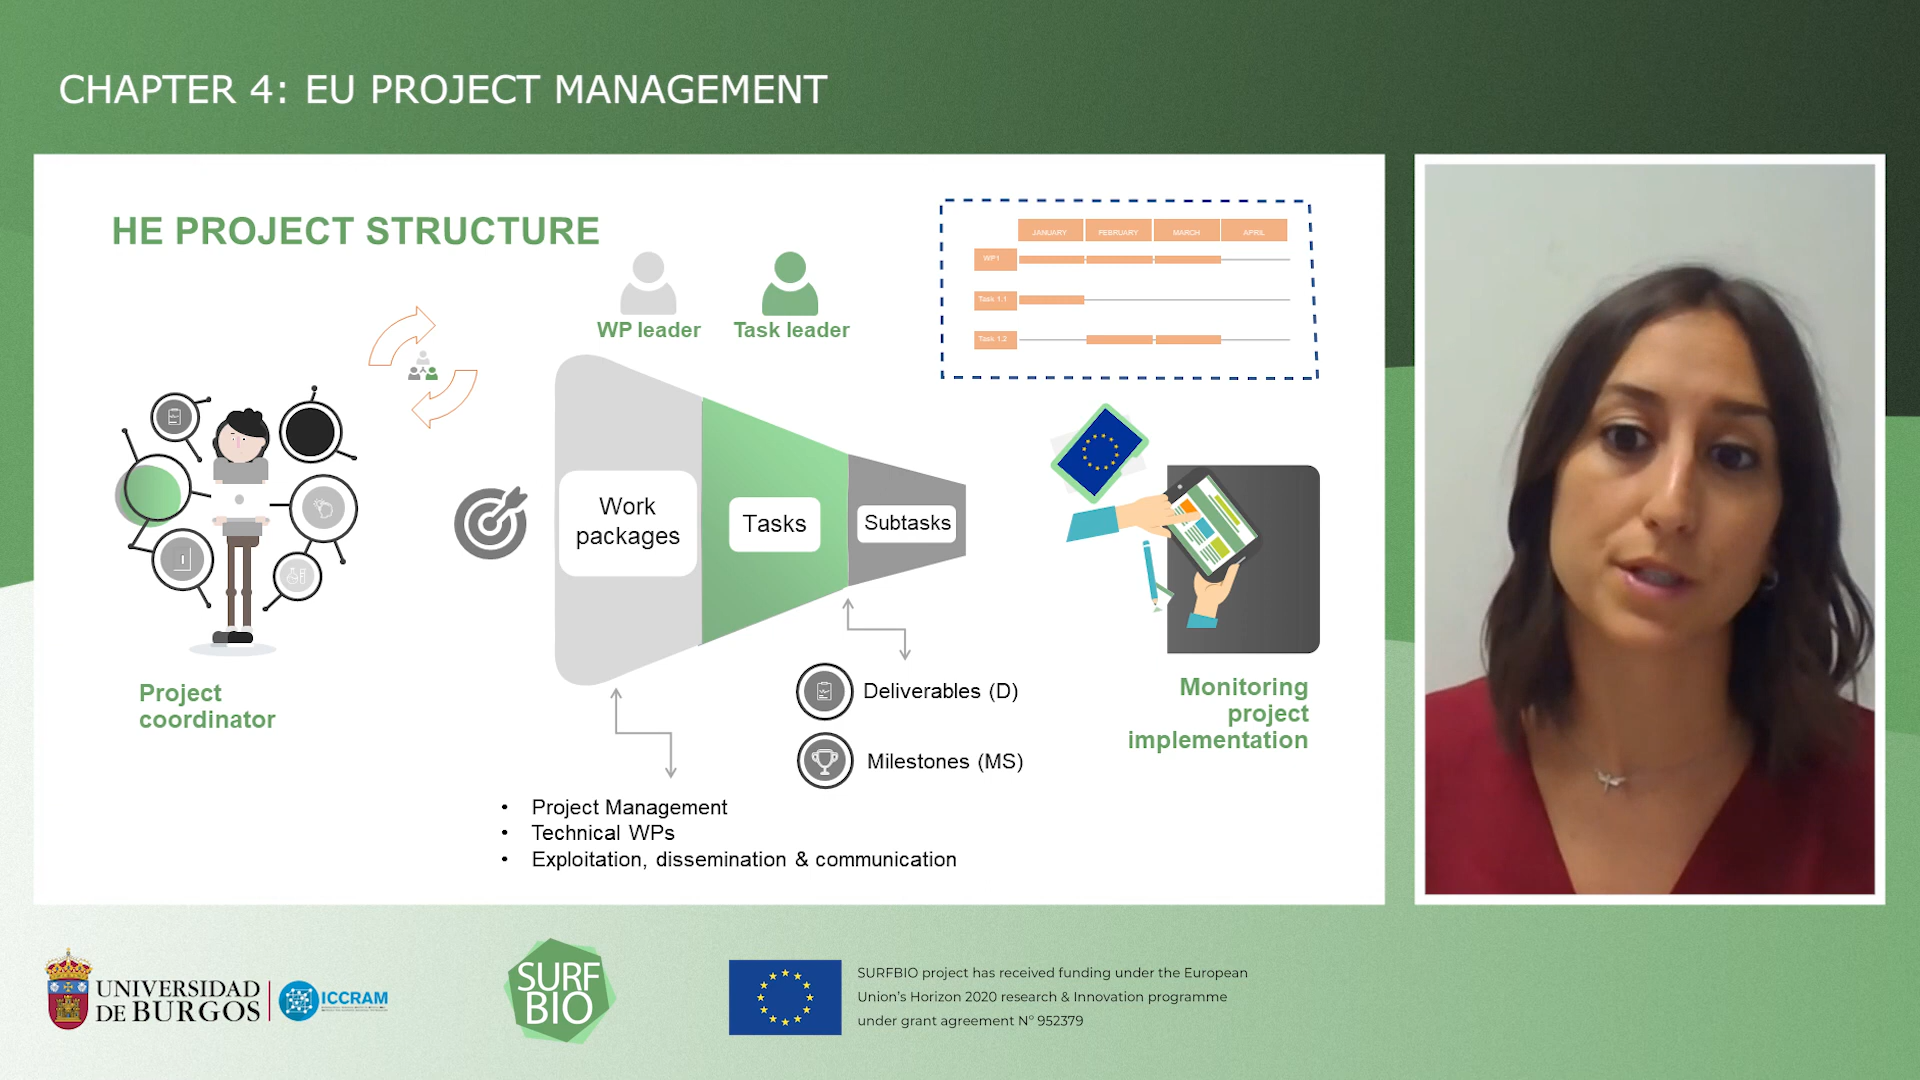 CHAPTER 4: EU PROJECT MANAGEMENT
HE PROJECT STRUCTURE
WP leader
Task leader
JANUARY
FEBRUARY
MARCH
APRIL
WP1
Task 1.1
Task 1.2
Work
packages
Tasks
Subtasks
Project
coordinator
Deliverables (D)
Milestones (MS)
Monitoring
project
implementation
• Project Management
• Technical WPs
• Exploitation, dissemination & communication
UNIVERSIDAD
DE BURGOS
ICCRAM
SURF
BIO
SURFBIO project has received funding under the European
Union's Horizon 2020 research & Innovation programme
under grant agreement Nº 952379